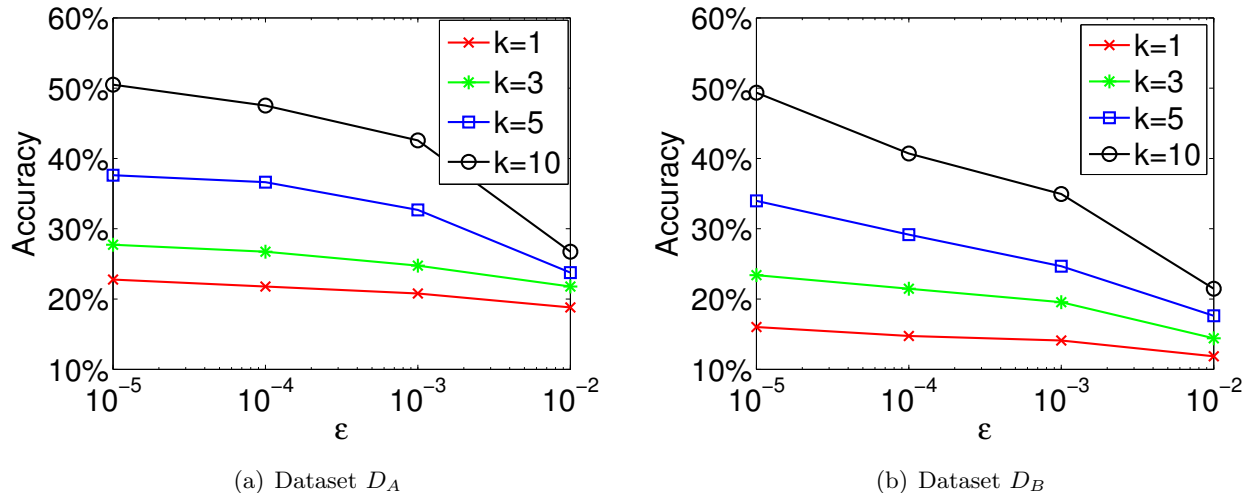 60%
50%
40%
30%
20%
10%
Accuracy
10⁻⁵ 10⁻⁴ 10⁻³ 10⁻²
ε
k=1
k=3
k=5
k=10
(a) Dataset D_A
60%
50%
40%
30%
20%
10%
Accuracy
10⁻⁵ 10⁻⁴ 10⁻³ 10⁻²
ε
k=1
k=3
k=5
k=10
(b) Dataset D_B